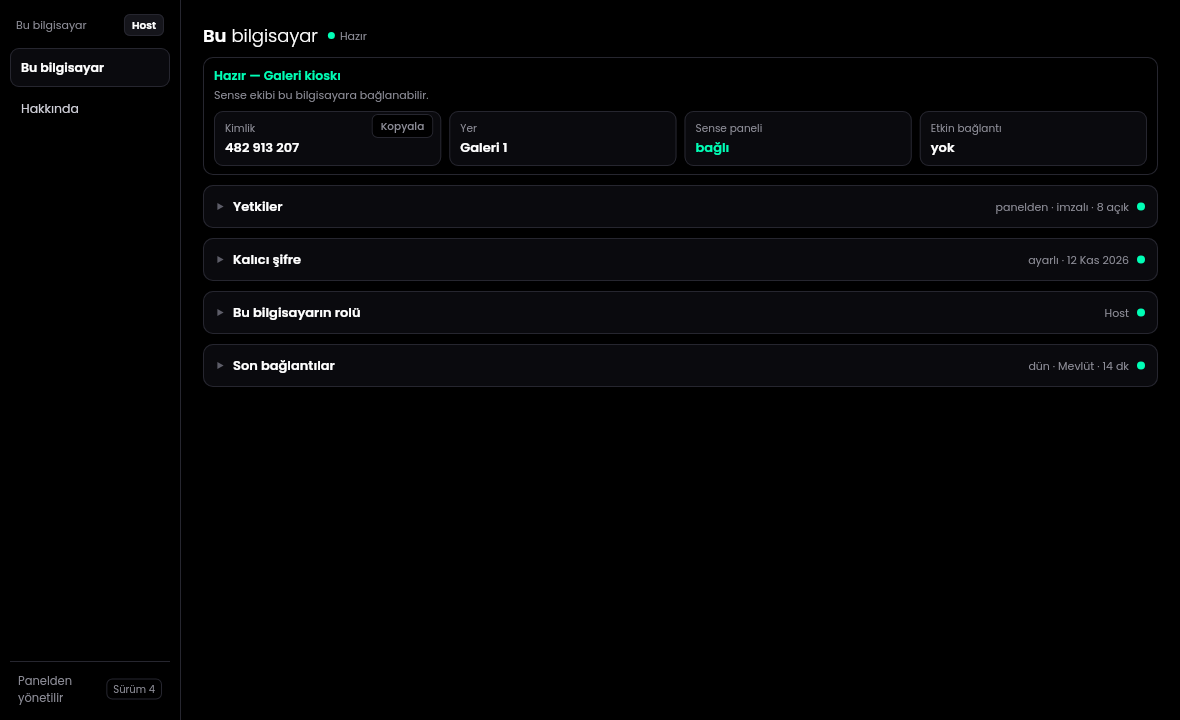 Bu bilgisayar
Host
Bu bilgisayar
Hakkında
Panelden
yönetilir
Sürüm 4
Bu bilgisayar
Hazır
Hazır — Galeri kioskı
Sense ekibi bu bilgisayara bağlanabilir.
Kimlik
Kopyala
482 913 207
Yer
Galeri 1
Sense paneli
bağlı
Etkin bağlantı
yok
Yetkiler
panelden · imzalı · 8 açık
Kalıcı şifre
ayarlı · 12 Kas 2026
Bu bilgisayarın rolü
Host
Son bağlantılar
dün · Mevlüt · 14 dk